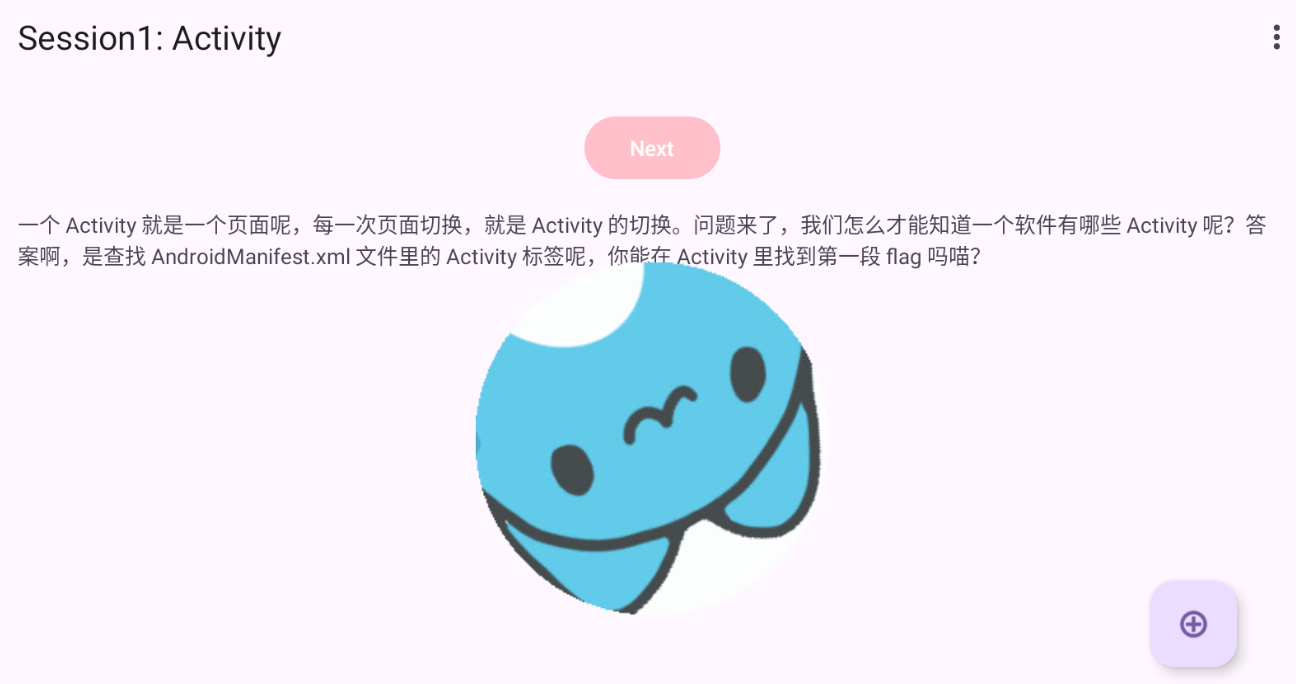 Session1: Activity
Next
一个 Activity 就是一个页面呢，每一次页面切换，就是 Activity 的切换。问题来了，我们怎么才能知道一个软件有哪些 Activity 呢？答
案啊，是查找 AndroidManifest.xml 文件里的 Activity 标签呢，你能在 Activity 里找到第一段 flag 吗喵？